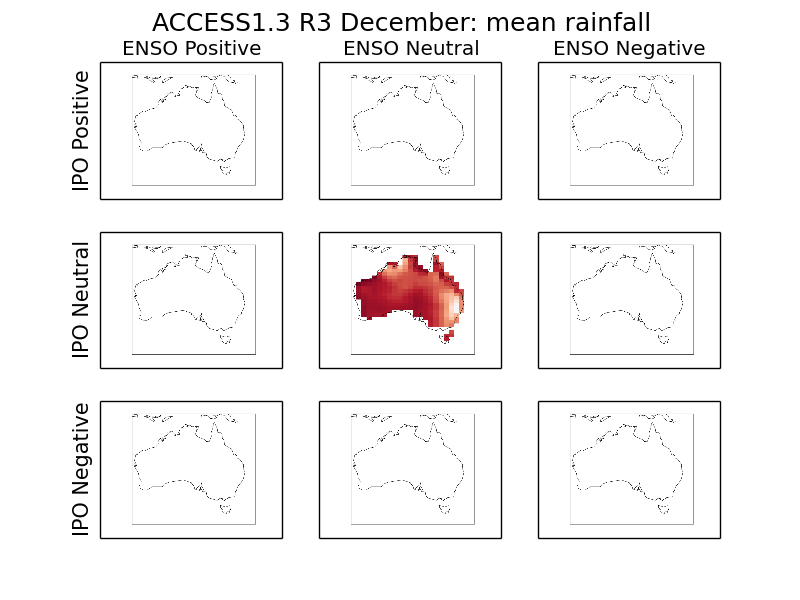 ACCESS1.3 R3 December: mean rainfall
ENSO Positive
ENSO Neutral
ENSO Negative
IPO Positive
IPO Neutral
IPO Negative